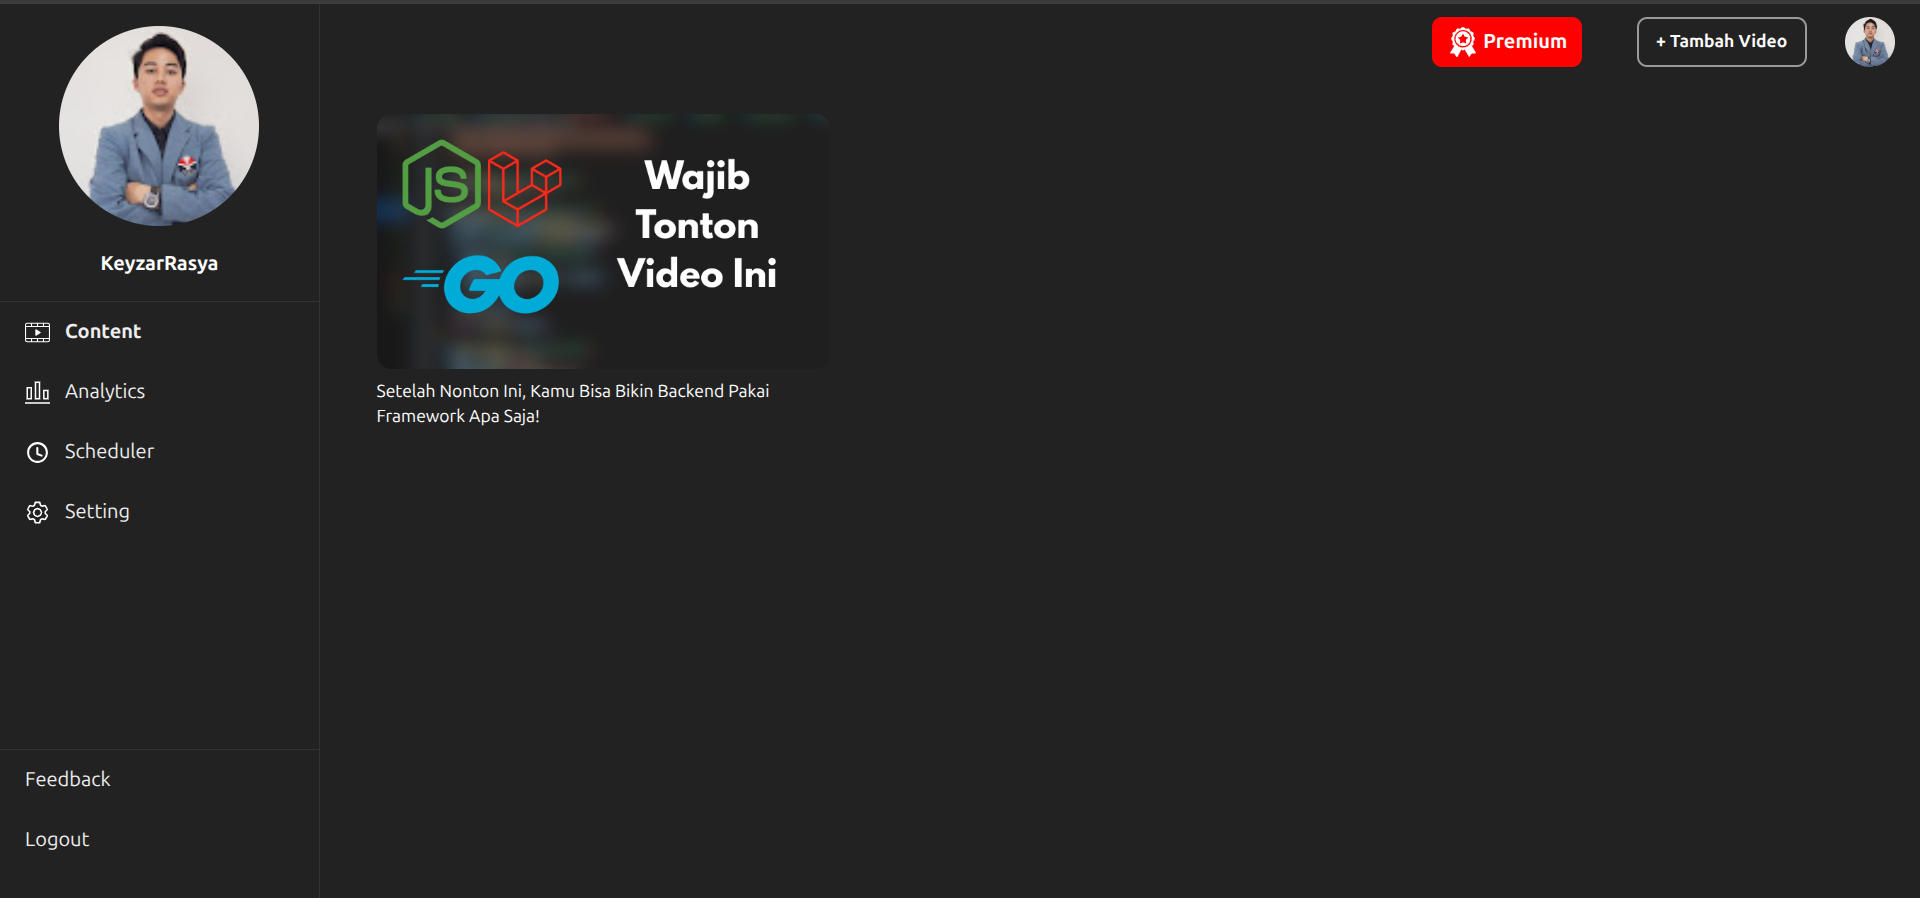 Premium
+ Tambah Video
KeyzarRasya
Content
Analytics
Scheduler
Setting
Feedback
Logout
JS
GO
Wajib
Tonton
Video Ini
Setelah Nonton Ini, Kamu Bisa Bikin Backend Pakai
Framework Apa Saja!